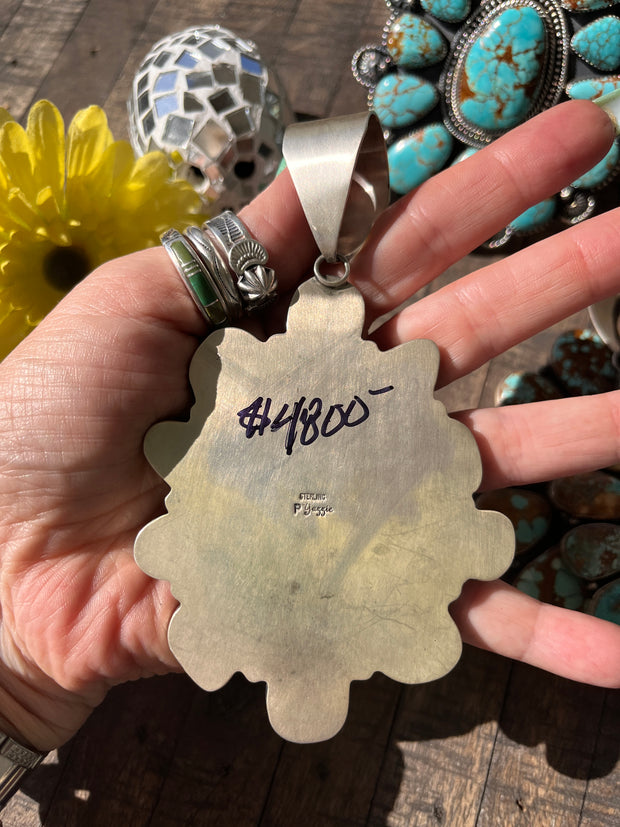 $4800-
STERLING
P Yazzie